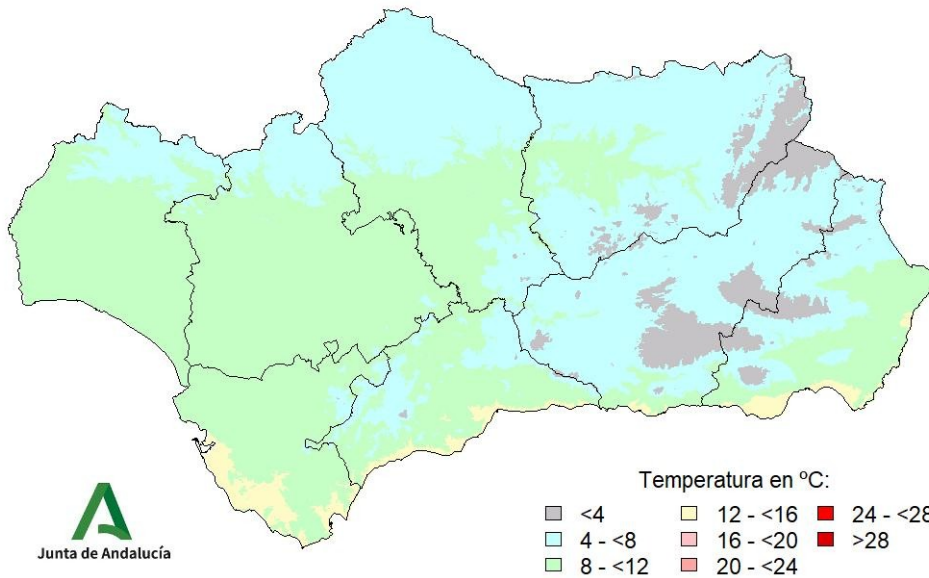 Temperatura en ºC:
<4
12 - <16
24 - <28
4 - <8
16 - <20
>28
8 - <12
20 - <24
Junta de Andalucía